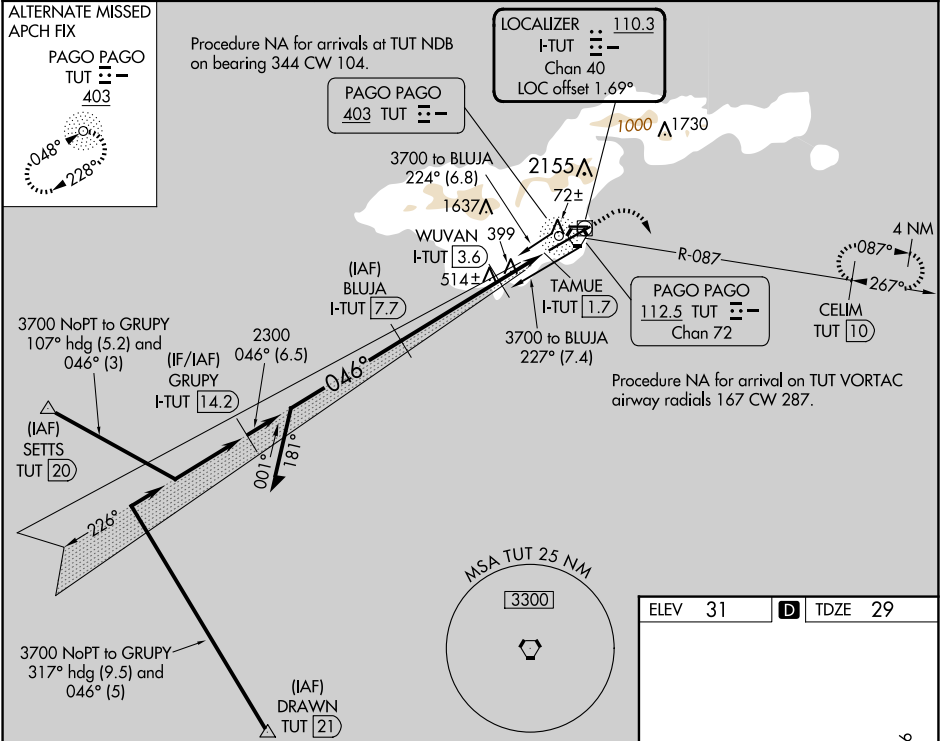 ALTERNATE MISSED
APCH FIX
PAGO PAGO
TUT
403
048°
228°
Procedure NA for arrivals at TUT NDB
on bearing 344 CW 104.
LOCALIZER 110.3
I-TUT
Chan 40
LOC offset 1.69°
PAGO PAGO
403 TUT
1000
1730
3700 to BLUJA
224° (6.8)
2155
72±
1637
WUVAN
I-TUT 3.6
399
514±
4 NM
087°
267°
R-087
CELIM
TUT 10
(IAF)
BLUJA
I-TUT 7.7
TAMUE
I-TUT 1.7
PAGO PAGO
112.5 TUT
Chan 72
3700 to BLUJA
227° (7.4)
3700 NoPT to GRUPY
107° hdg (5.2) and
046° (3)
2300
046° (6.5)
(IF/IAF)
GRUPY
I-TUT 14.2
046°
Procedure NA for arrival on TUT VORTAC
airway radials 167 CW 287.
(IAF)
SETTS
TUT 20
001°
181°
226°
MSA TUT 25 NM
3300
3700 NoPT to GRUPY
317° hdg (9.5) and
046° (5)
(IAF)
DRAWN
TUT 21
ELEV 31 D TDZE 29